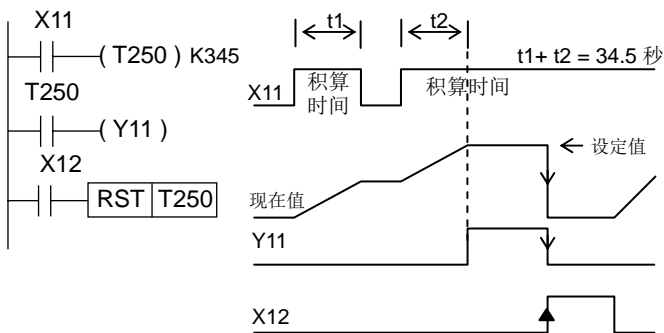 X11
( T250 ) K345
T250
( Y11 )
X12
RST T250
t1
t2
t1+ t2 = 34.5 秒
X11
积算
时间
积算时间
设定值
现在值
Y11
X12